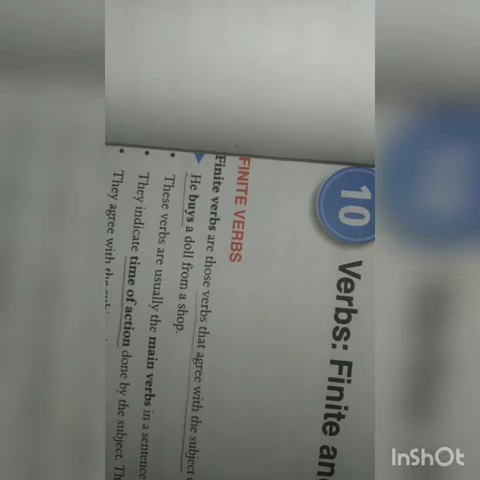 10 Verbs: Finite an
FINITE VERBS
Finite verbs are those verbs that agree with the subject
He buys a doll from a shop.
• These verbs are usually the main verbs in a sentence
• They indicate time of action done by the subject. Th
• They agree with the
InShOt